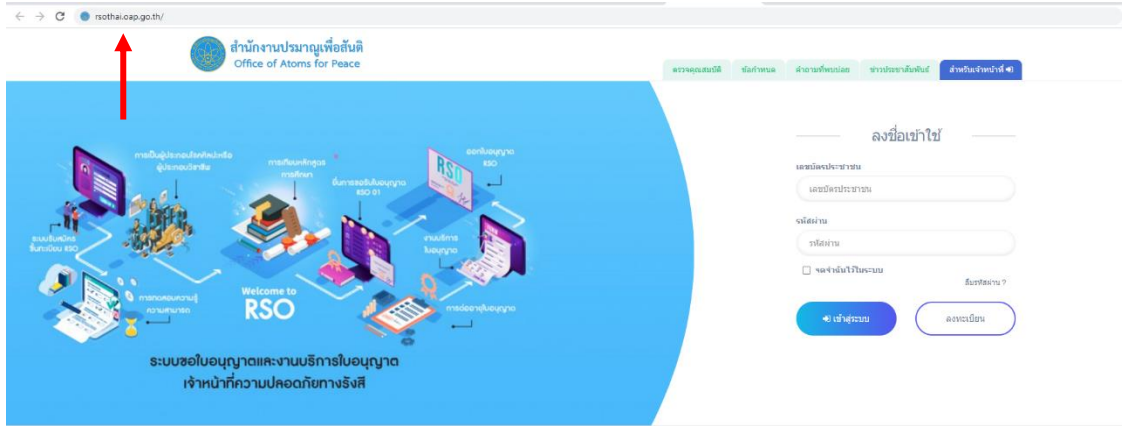 rsothai.oap.go.th/
สำนักงานปรมาณูเพื่อสันติ
Office of Atoms for Peace
ตรวจคุณสมบัติ
ข้อกำหนด
คำถามที่พบบ่อย
ข่าวประชาสัมพันธ์
สำหรับเจ้าหน้าที่
การเป็นผู้ประกอบโรคศิลปะหรือ
ผู้ประกอบวิชาชีพ
การเทียบหลักสูตร
การศึกษา
ยื่นการขอรับใบอนุญาต
RSO 01
ออกใบอนุญาต
RSO
RSO
ระบบรับสมัคร
ขึ้นทะเบียน RSO
งานบริการ
ใบอนุญาต
การทดสอบความรู้
ความสามารถ
Welcome to
RSO
การต่ออายุใบอนุญาต
ระบบขอใบอนุญาตและงานบริการใบอนุญาต
เจ้าหน้าที่ความปลอดภัยทางรังสี
ลงชื่อเข้าใช้
เลขบัตรประชาชน
เลขบัตรประชาชน
รหัสผ่าน
รหัสผ่าน
จดจำฉันไว้ในระบบ
ลืมรหัสผ่าน ?
เข้าสู่ระบบ
ลงทะเบียน